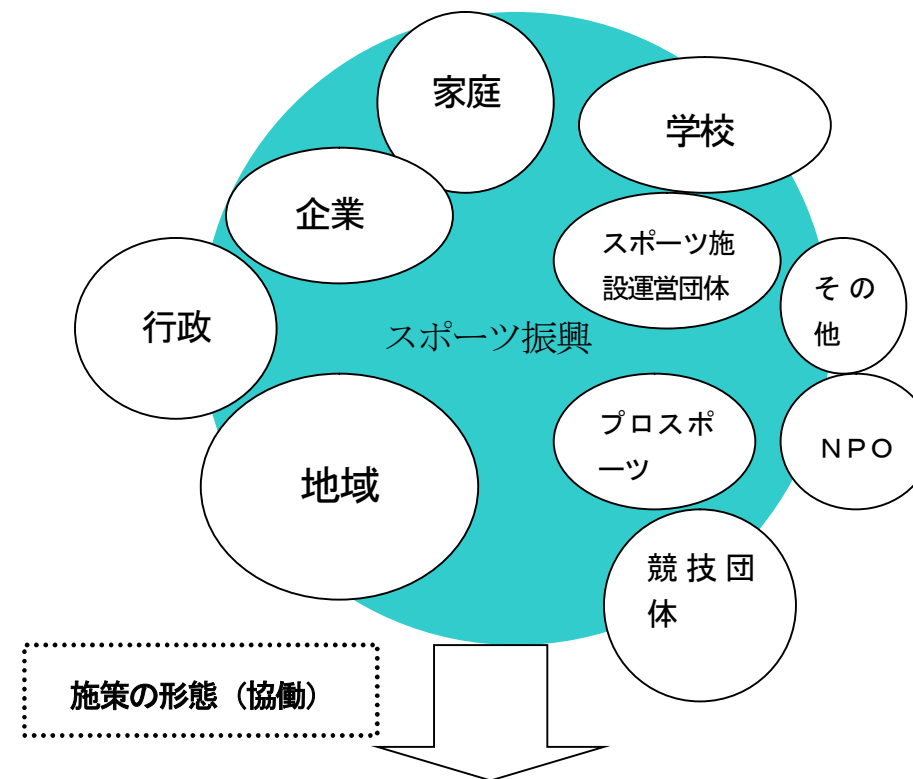 家庭
学校
企業
スポーツ施
設運営団体
その
他
行政
スポーツ振興
プロスポ
ーツ
NPO
地域
競技団
体
施策の形態（協働）